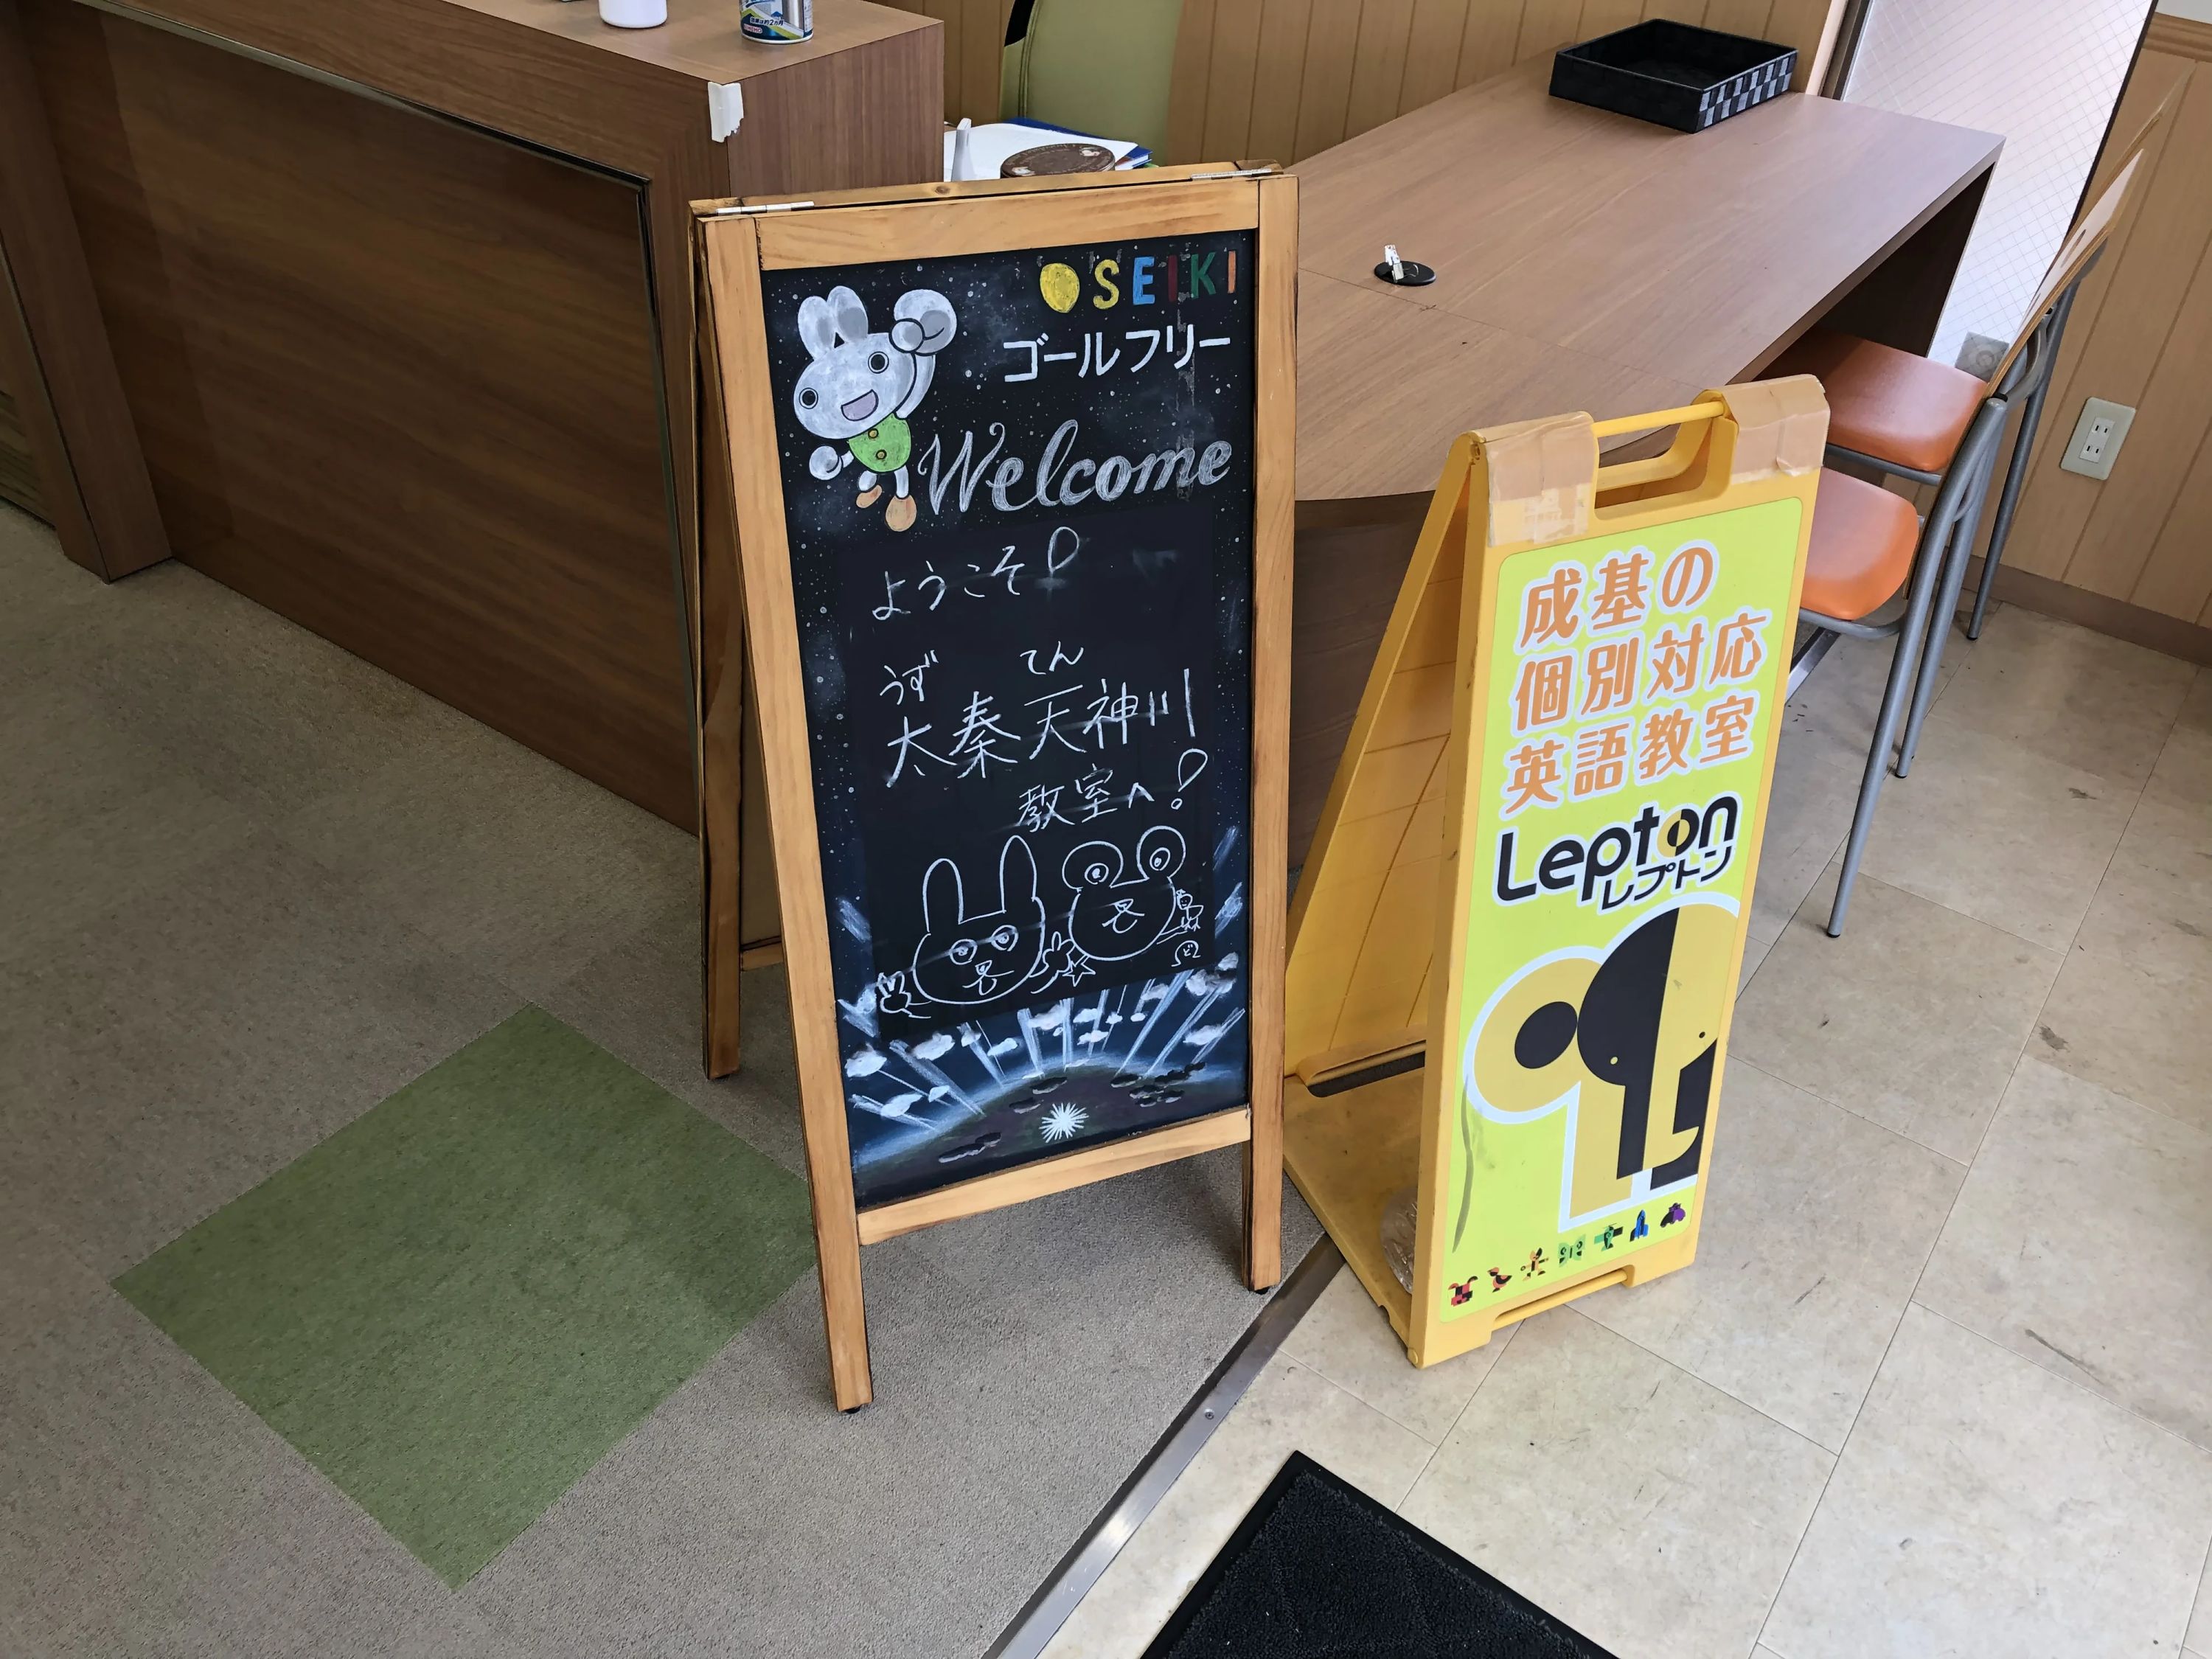 SEIKI
ゴールフリー
Welcome
ようこそ!
うず てん
太秦天神川
教室へ!
成基の
個別対応
英語教室
Lepton
レプトン